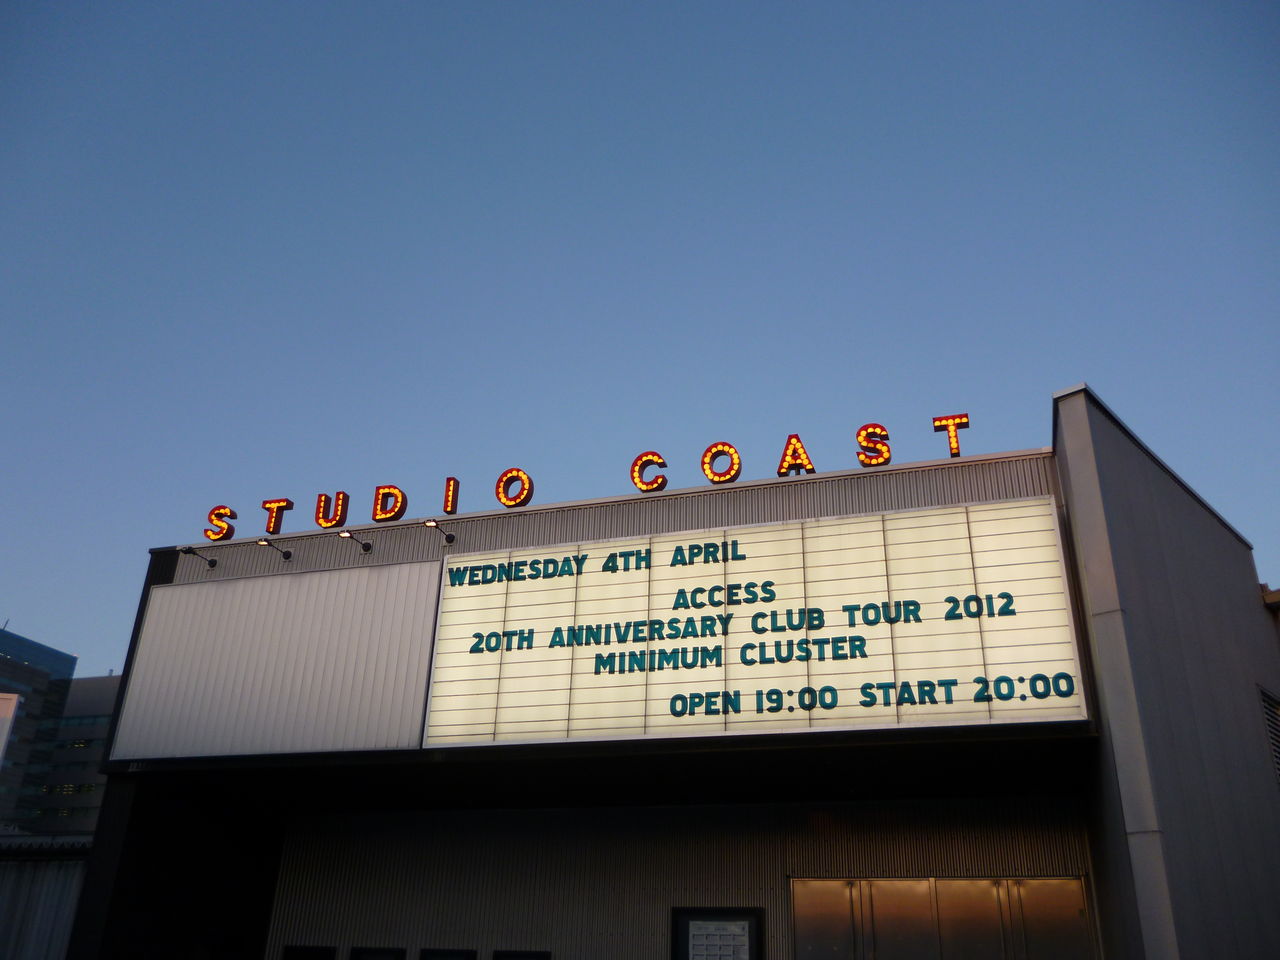 STUDIO COAST
WEDNESDAY 4TH APRIL
ACCESS
20TH ANNIVERSARY CLUB TOUR 2012
MINIMUM CLUSTER
OPEN 19:00 START 20:00